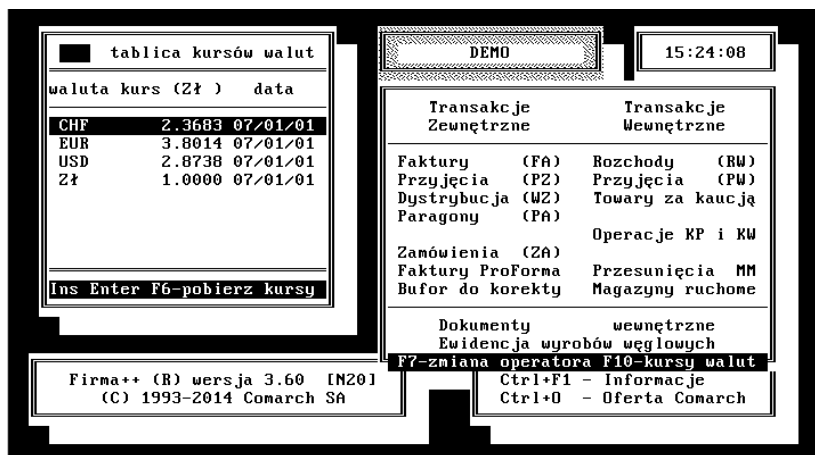 tablica kursów walut
waluta kurs (Zł ) data
CHF 2.3683 07/01/01
EUR 3.8014 07/01/01
USD 2.8738 07/01/01
Zł 1.0000 07/01/01
Ins Enter F6-pobierz kursy
DEMO
15:24:08
Transakcje Transakcje
Zewnętrzne Wewnętrzne
Faktury (FA) Rozchody (RW)
Przyjęcia (PZ) Przyjęcia (PW)
Dystrybucja (WZ) Towary za kaucją
Paragony (PA)
Operacje KP i KW
Zamówienia (ZA)
Faktury ProForma Przesunięcia MM
Bufor do korekty Magazyny ruchome
Dokumenty wewnętrzne
Ewidencja wyrobów węglowych
F7-zmiana operatora F10-kursy walut
Firma++ (R) wersja 3.60 [N20]
(C) 1993-2014 Comarch SA
Ctrl+F1 - Informacje
Ctrl+O - Oferta Comarch